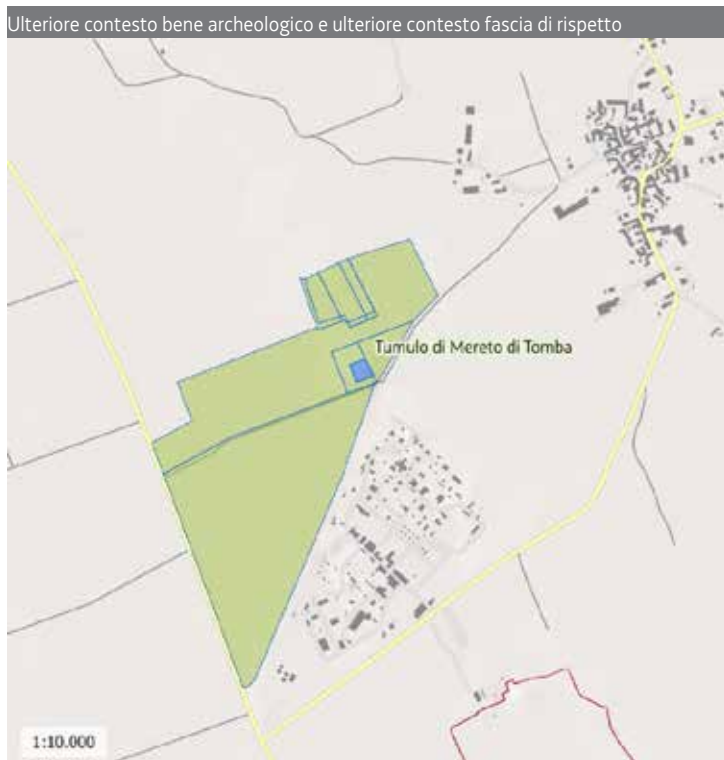 Ulteriore contesto bene archeologico e ulteriore contesto fascia di rispetto
Tumulo di Mereto di Tomba
1:10.000